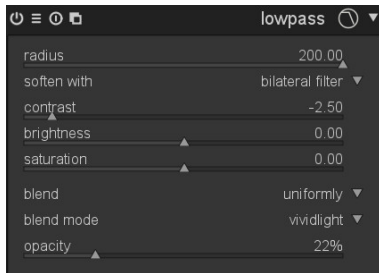 lowpass
radius 200.00
soften with bilateral filter
contrast -2.50
brightness 0.00
saturation 0.00
blend uniformly
blend mode vividlight
opacity 22%